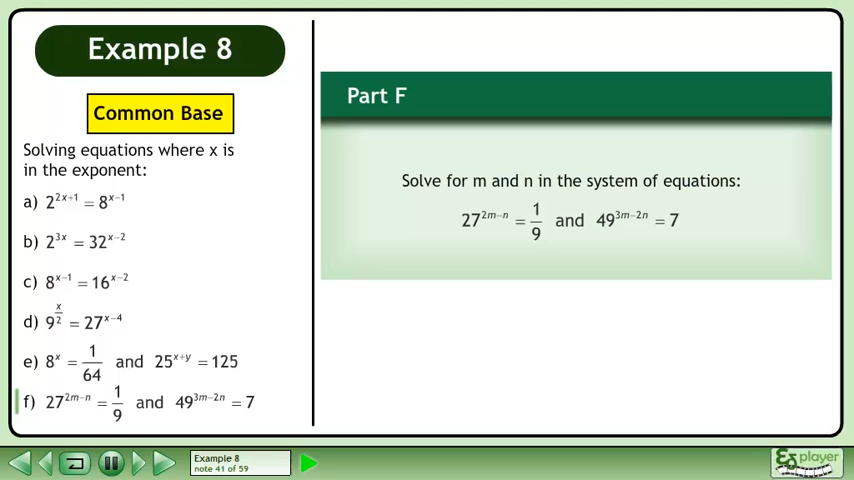 Example 8
Common Base
Solving equations where x is
in the exponent:
a) 2^(2x+1) = 8^(x−1)
b) 2^(3x) = 32^(x−2)
c) 8^(x−1) = 16^(x−2)
d) 9^(x/2) = 27^(x−4)
e) 8^x = 1/64 and 25^(x+y) = 125
f) 27^(2m−n) = 1/9 and 49^(3m−2n) = 7
Part F
Solve for m and n in the system of equations:
27^(2m−n) = 1/9 and 49^(3m−2n) = 7
Example 8
note 41 of 59
player